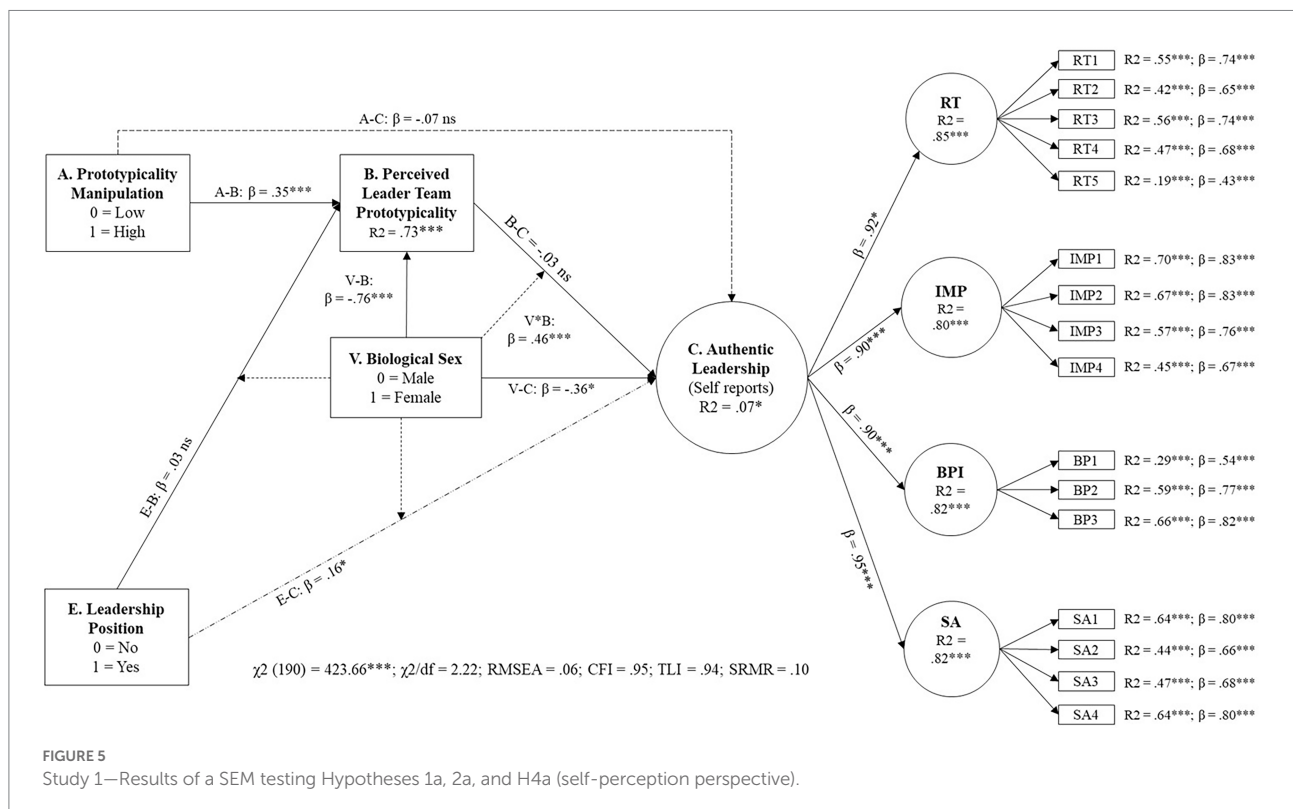 A. Prototypicality
Manipulation
0 = Low
1 = High
A-C: β = -.07 ns
A-B: β = .35***
B. Perceived
Leader Team
Prototypicality
R2 = .73***
B-C = -.03 ns
V-B:
β = -.76***
V*B:
β = .46***
V. Biological Sex
0 = Male
1 = Female
V-C: β = -.36*
E-B: β = .03 ns
E-C: β = .16*
E. Leadership
Position
0 = No
1 = Yes
C. Authentic
Leadership
(Self reports)
R2 = .07*
β = .92*
β = .90***
β = .90***
β = .95***
RT
R2 =
.85***
RT1 R2 = .55***; β = .74***
RT2 R2 = .42***; β = .65***
RT3 R2 = .56***; β = .74***
RT4 R2 = .47***; β = .68***
RT5 R2 = .19***; β = .43***
IMP
R2 =
.80***
IMP1 R2 = .70***; β = .83***
IMP2 R2 = .67***; β = .83***
IMP3 R2 = .57***; β = .76***
IMP4 R2 = .45***; β = .67***
BPI
R2 =
.82***
BP1 R2 = .29***; β = .54***
BP2 R2 = .59***; β = .77***
BP3 R2 = .66***; β = .82***
SA
R2 =
.82***
SA1 R2 = .64***; β = .80***
SA2 R2 = .44***; β = .66***
SA3 R2 = .47***; β = .68***
SA4 R2 = .64***; β = .80***
χ2 (190) = 423.66***; χ2/df = 2.22; RMSEA = .06; CFI = .95; TLI = .94; SRMR = .10
FIGURE 5
Study 1—Results of a SEM testing Hypotheses 1a, 2a, and H4a (self-perception perspective).